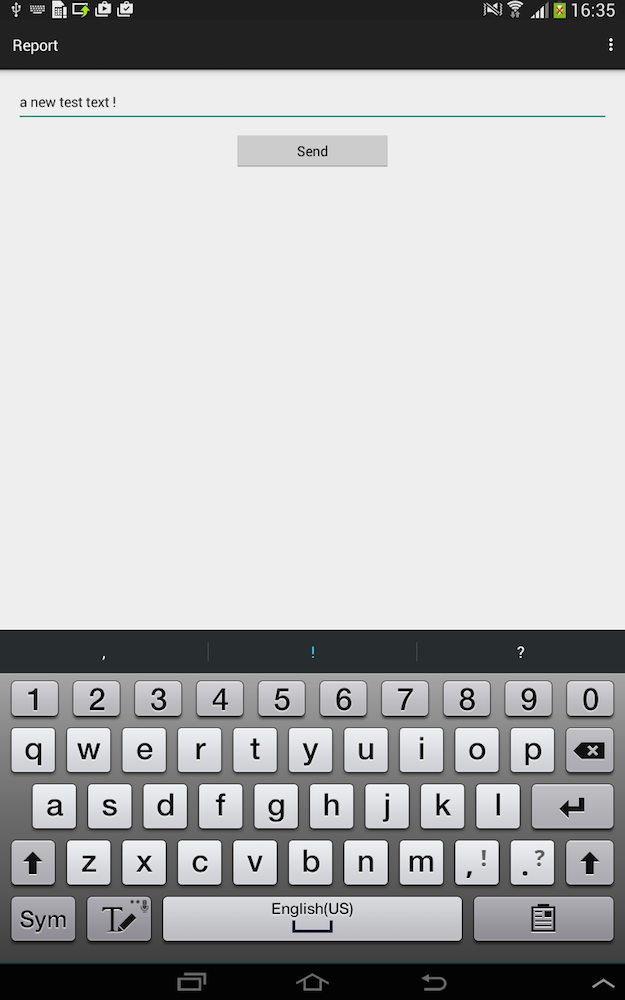 16:35
Report
a new test text !
Send
, ! ?
1 2 3 4 5 6 7 8 9 0
q w e r t y u i o p
a s d f g h j k l
z x c v b n m , ! . ?
Sym T English(US)